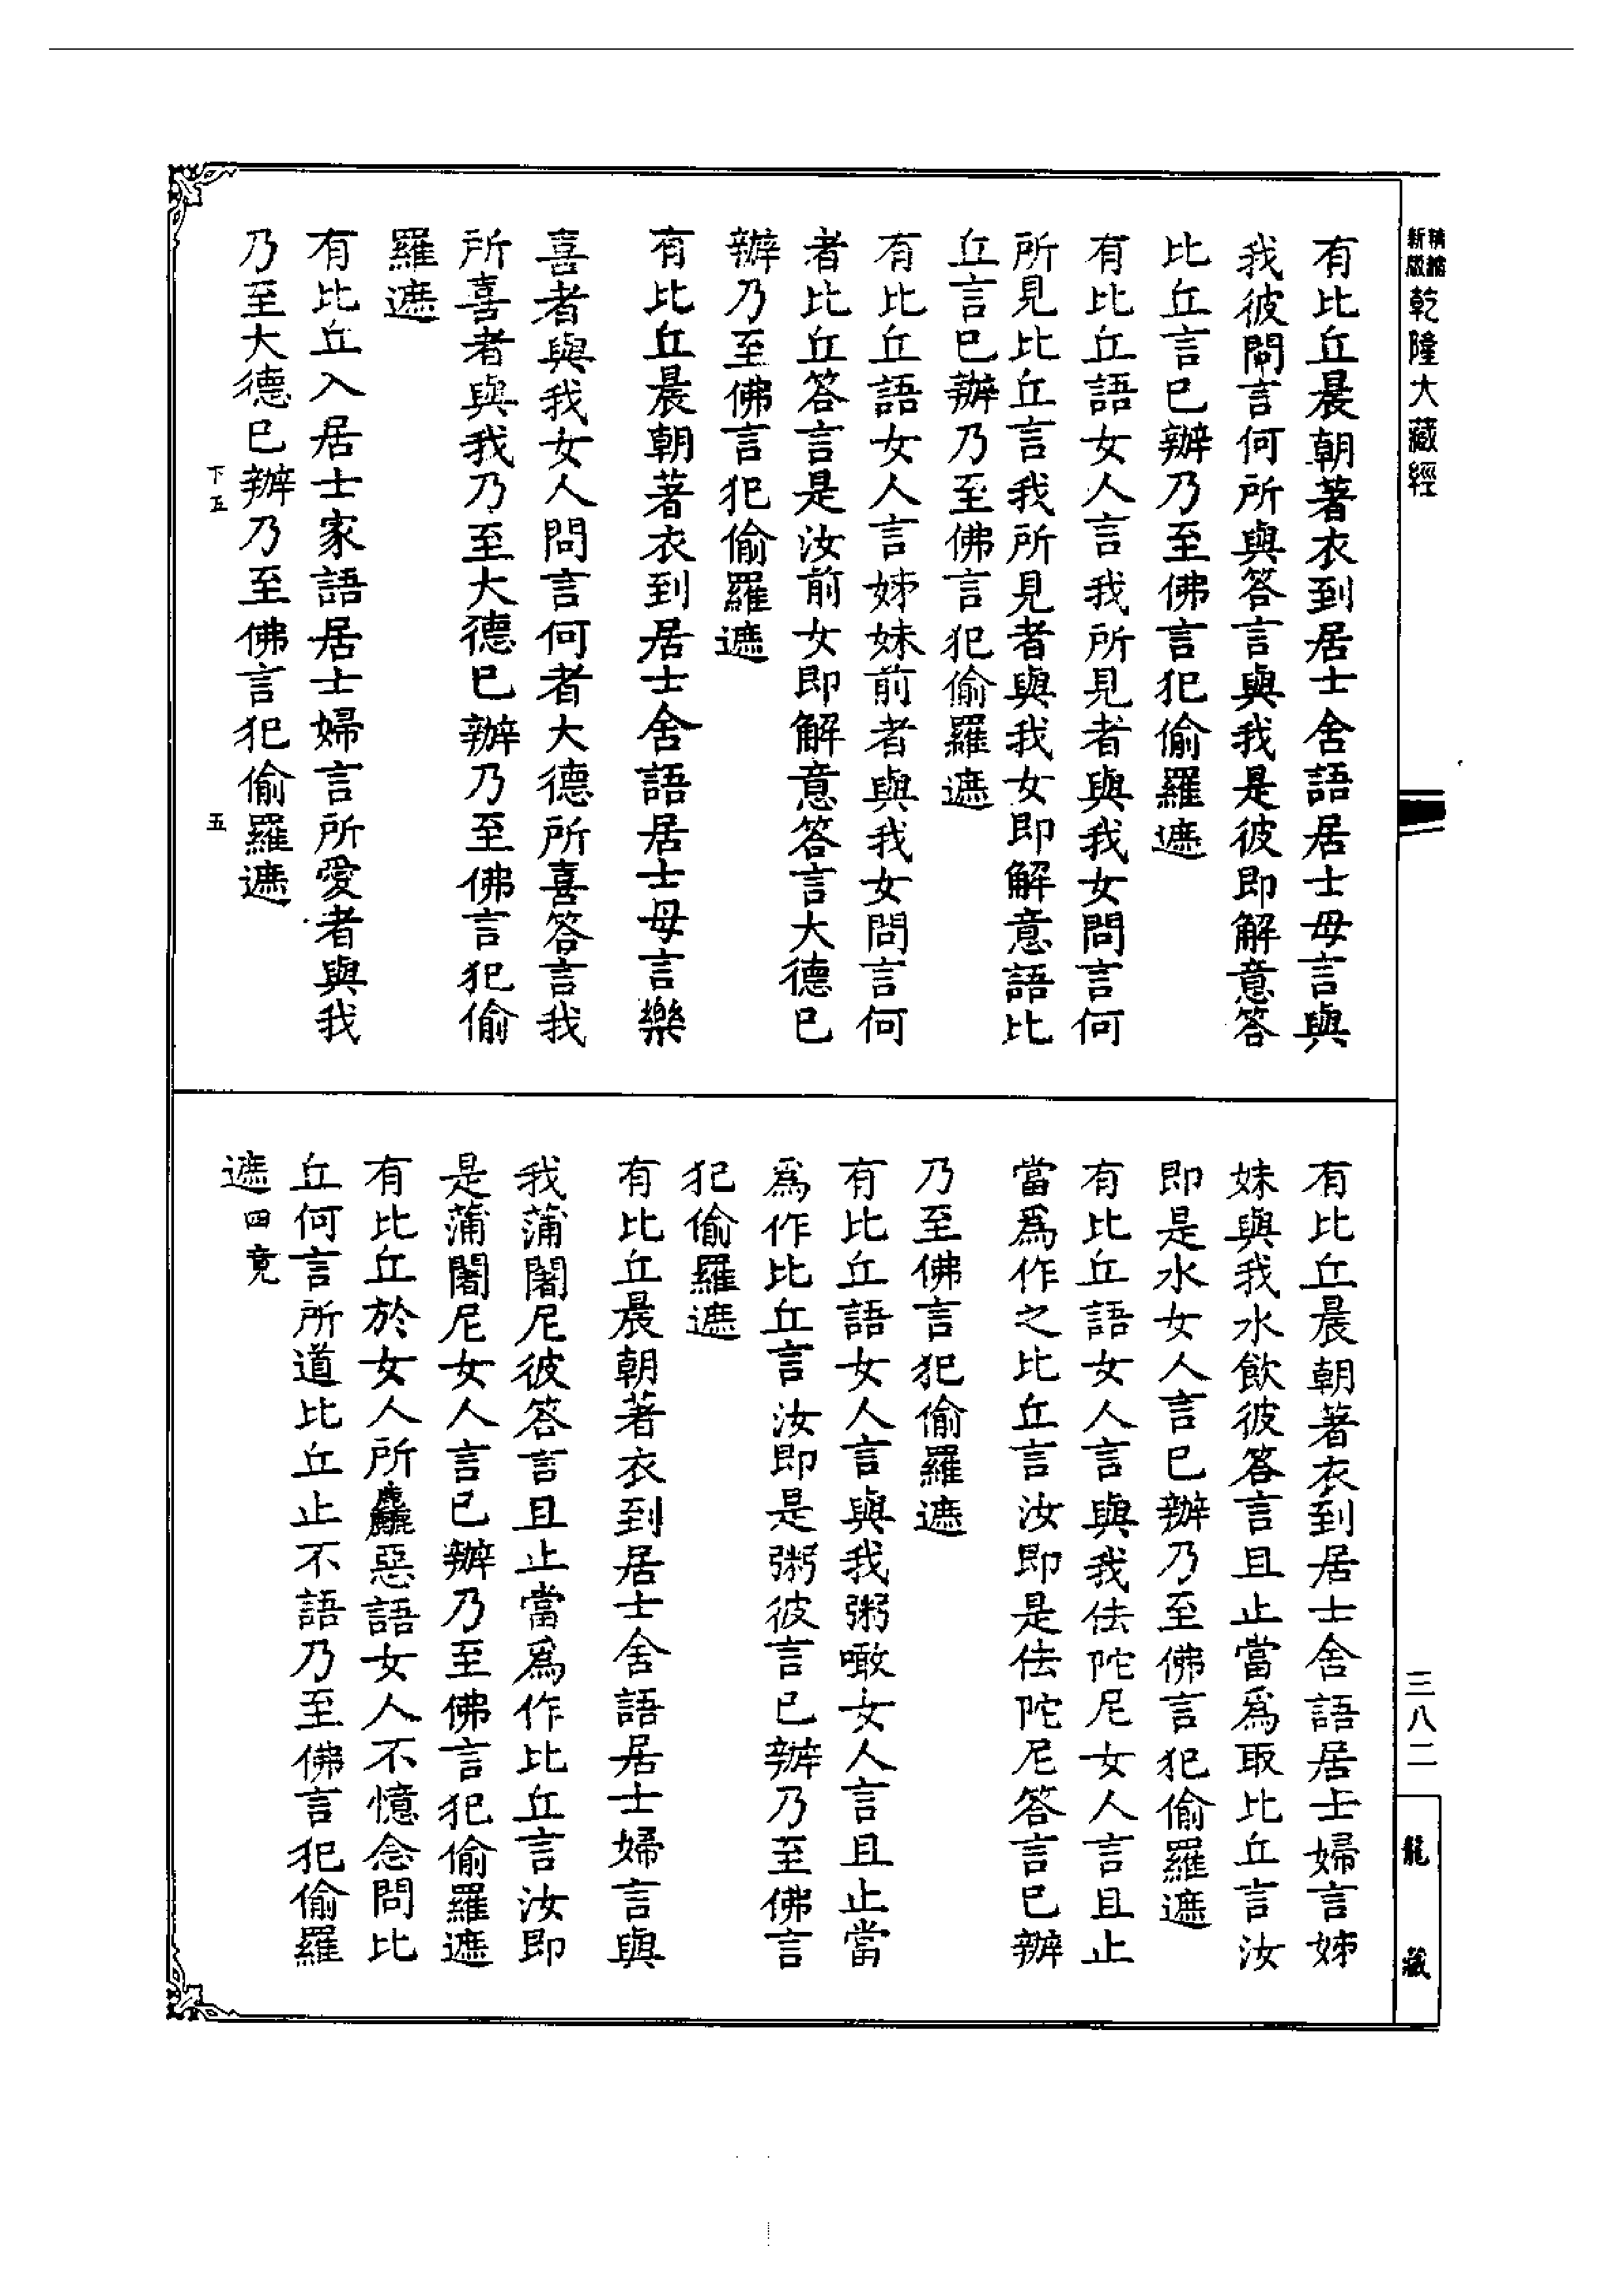 新版精縮
乾隆大藏經
有比丘晨朝著衣到居士舍語居士母言與
我彼問言何所與答言與我是彼即解意答
比丘言已辦乃至佛言犯偷羅遮
有比丘語女人言我所見者與我女問言何
所見比丘言我所見者與我女即解意語比
丘言已辦乃至佛言犯偷羅遮
有比丘語女人言姊妹前者與我女問言何
者比丘答言是汝前女即解意答言大德已
辦乃至佛言犯偷羅遮
有比丘晨朝著衣到居士舍語居士母言樂
喜者與我女人問言何者大德所喜答言我
所喜者與我乃至大德已辦乃至佛言犯偷
羅遮
有比丘入居士家語居士婦言所愛者與我
乃至大德已辦乃至佛言犯偷羅遮
下五
五
有比丘晨朝著衣到居士舍語居士婦言姊
妹與我水飲彼答言且止當為取比丘言汝
即是水女人言已辦乃至佛言犯偷羅遮
有比丘語女人言與我佉陀尼女人言且止
當爲作之比丘言汝即是佉陀尼答言已辦
乃至佛言犯偷羅遮
有比丘語女人言與我粥噉女人言且止當
爲作比丘言汝即是粥彼言已辦乃至佛言
犯偷羅遮
有比丘晨朝著衣到居士舍語居士婦言與
我蒲闍尼彼答言且止當爲作比丘言汝即
是蒲闍尼女人言已辦乃至佛言犯偷羅遮
有比丘於女人所麤惡語女人不憶念問比
丘何言所道比丘止不語乃至佛言犯偷羅
遮四竟
三八二
龍藏